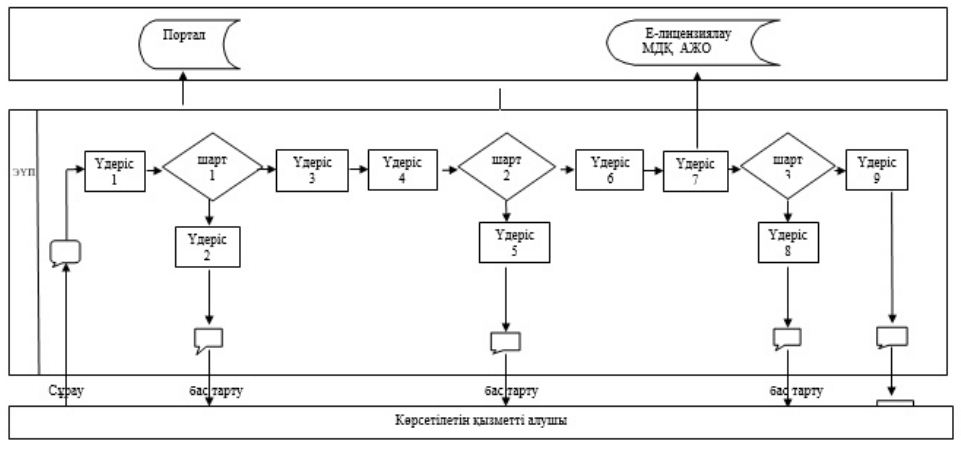 Портал
Е-лицензиялау
МДҚ АЖО
ЭҮП
Үдеріс
1
шарт
1
Үдеріс
3
Үдеріс
4
шарт
2
Үдеріс
6
Үдеріс
7
шарт
3
Үдеріс
9
Үдеріс
2
Үдеріс
5
Үдеріс
8
Сұрау
бас тарту
бас тарту
бас тарту
Көрсетілетін қызметті алушы